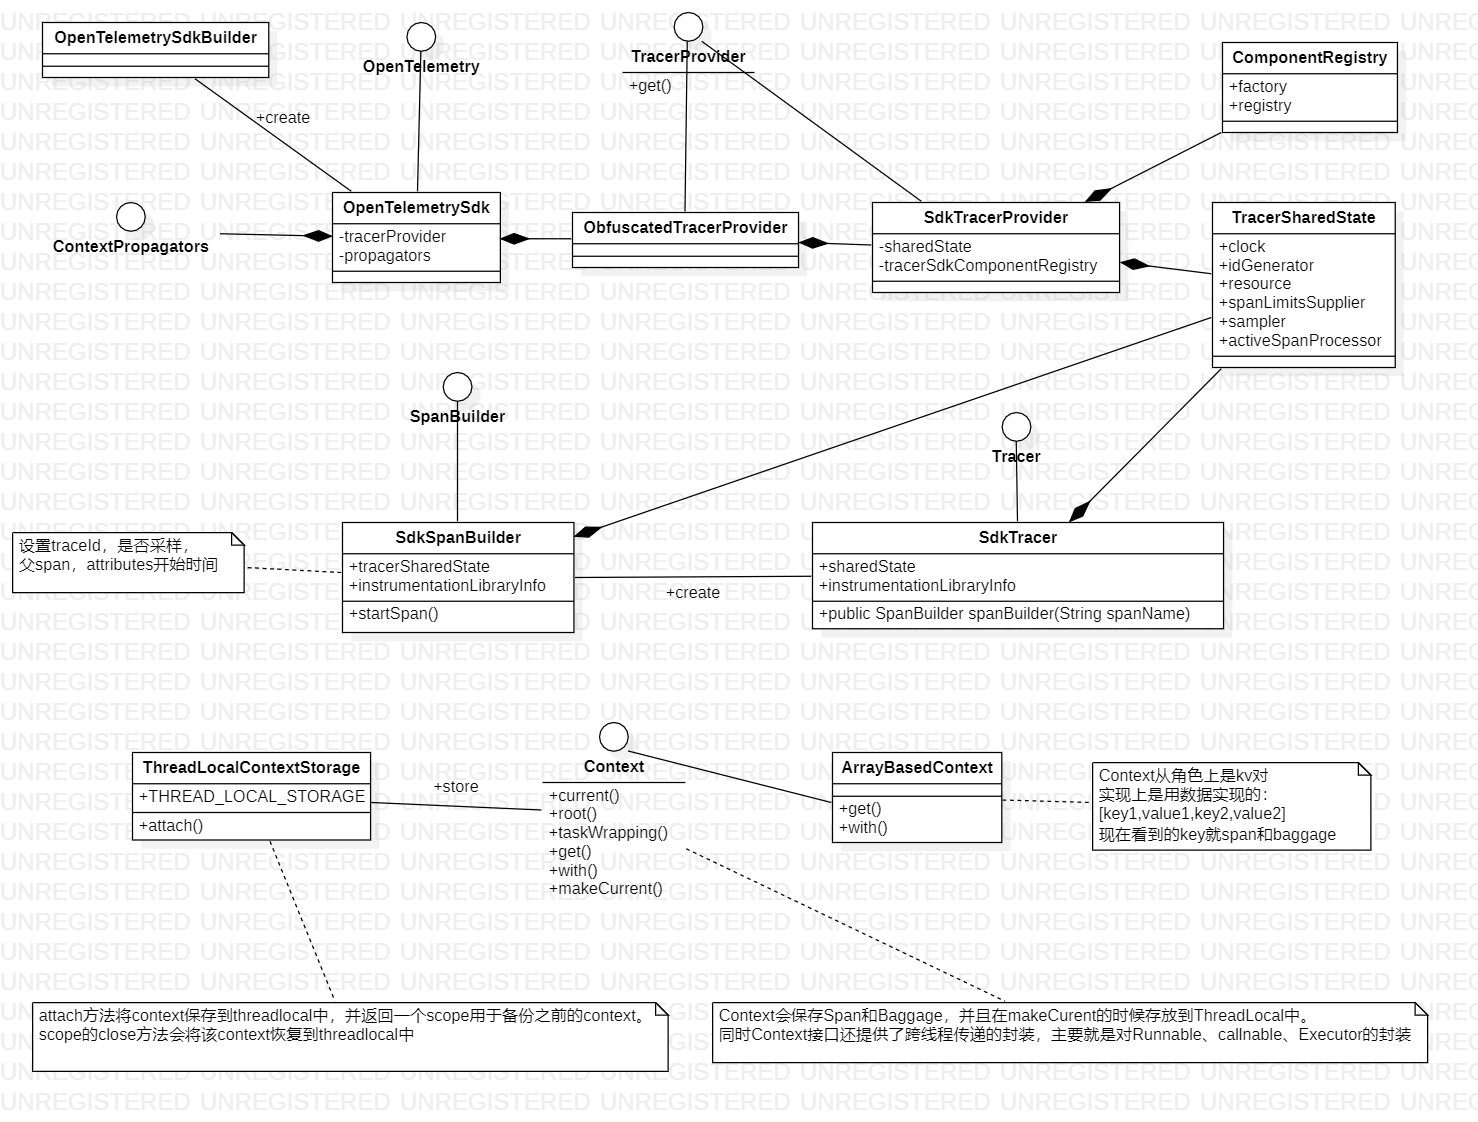 OpenTelemetrySdkBuilder
OpenTelemetry
TracerProvider
+get()
ComponentRegistry
+factory
+registry
+create
ContextPropagators
OpenTelemetrySdk
-tracerProvider
-propagators
ObfuscatedTracerProvider
SdkTracerProvider
-sharedState
-tracerSdkComponentRegistry
TracerSharedState
+clock
+idGenerator
+resource
+spanLimitsSupplier
+sampler
+activeSpanProcessor
SpanBuilder
Tracer
设置traceId，是否采样，
父span，attributes开始时间
SdkSpanBuilder
+tracerSharedState
+instrumentationLibraryInfo
+startSpan()
+create
SdkTracer
+sharedState
+instrumentationLibraryInfo
+public SpanBuilder spanBuilder(String spanName)
ThreadLocalContextStorage
+THREAD_LOCAL_STORAGE
+attach()
+store
Context
+current()
+root()
+taskWrapping()
+get()
+with()
+makeCurrent()
ArrayBasedContext
+get()
+with()
Context从角色上是kv对
实现上是用数据实现的：
[key1,value1,key2,value2]
现在看到的key就span和baggage
attach方法将context保存到threadlocal中，并返回一个scope用于备份之前的context。
scope的close方法会将该context恢复到threadlocal中
Context会保存Span和Baggage，并且在makeCurent的时候存放到ThreadLocal中。
同时Context接口还提供了跨线程传递的封装，主要就是对Runnable、callnable、Executor的封装
UNREGISTERED